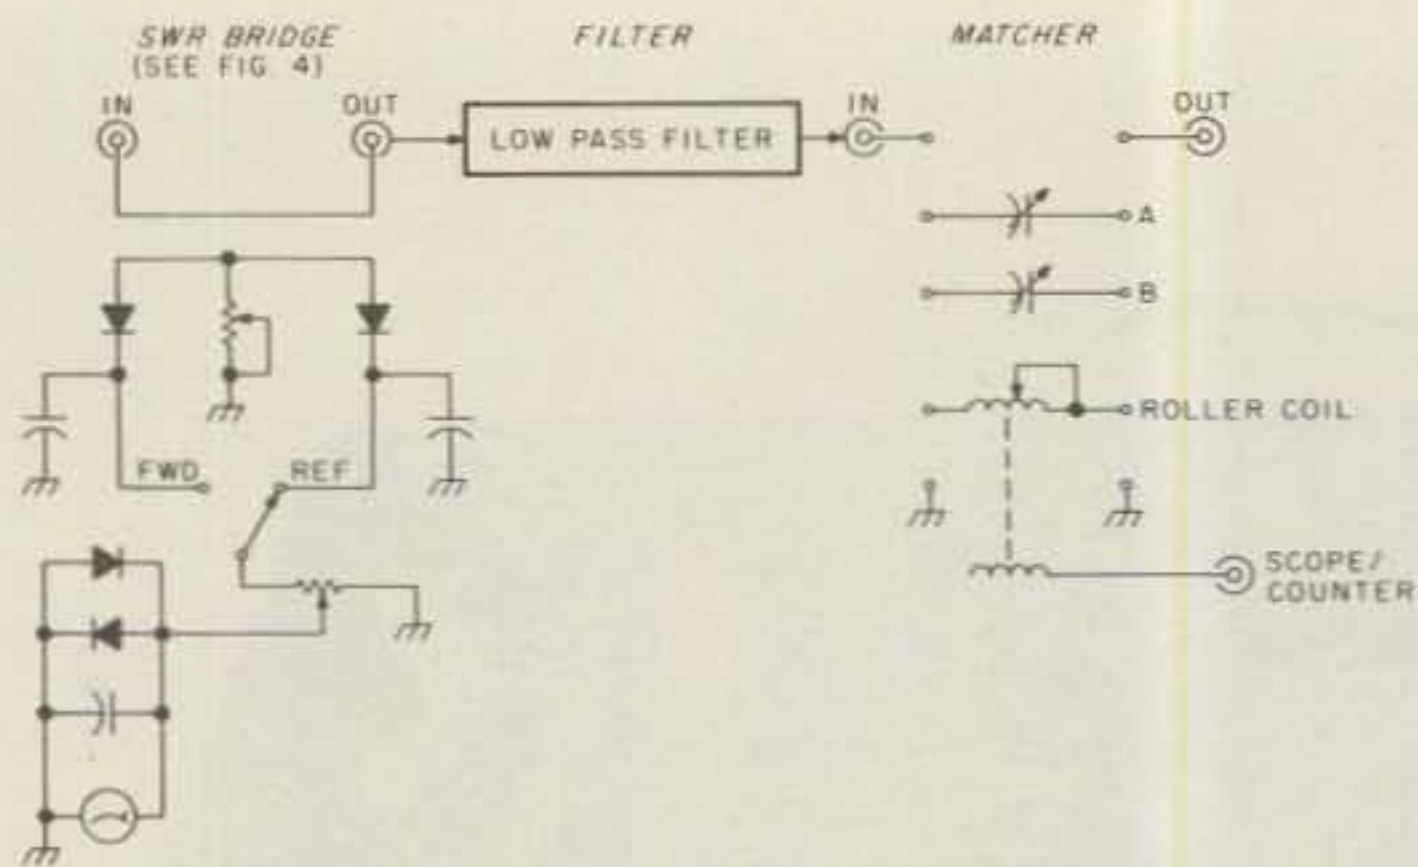 SWR BRIDGE
(SEE FIG. 4)
FILTER
MATCHER
IN
OUT
LOW PASS FILTER
IN
OUT
A
B
ROLLER COIL
FWD
REF
SCOPE/
COUNTER